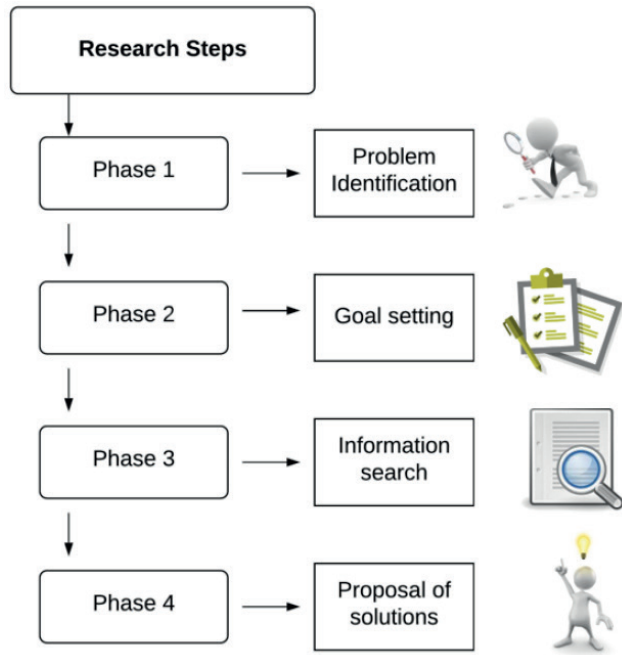 Research Steps
Phase 1
Problem
Identification
Phase 2
Goal setting
Phase 3
Information
search
Phase 4
Proposal of
solutions